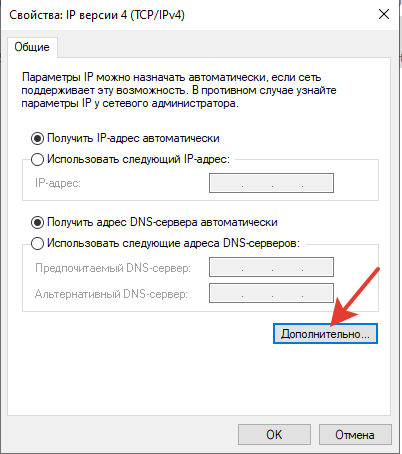 Свойства: IP версии 4 (TCP/IPv4)
Общие
Параметры IP можно назначать автоматически, если сеть
поддерживает эту возможность. В противном случае узнайте
параметры IP у сетевого администратора.
Получить IP-адрес автоматически
Использовать следующий IP-адрес:
IP-адрес:
Получить адрес DNS-сервера автоматически
Использовать следующие адреса DNS-серверов:
Предпочитаемый DNS-сервер:
Альтернативный DNS-сервер:
Дополнительно...
OK
Отмена